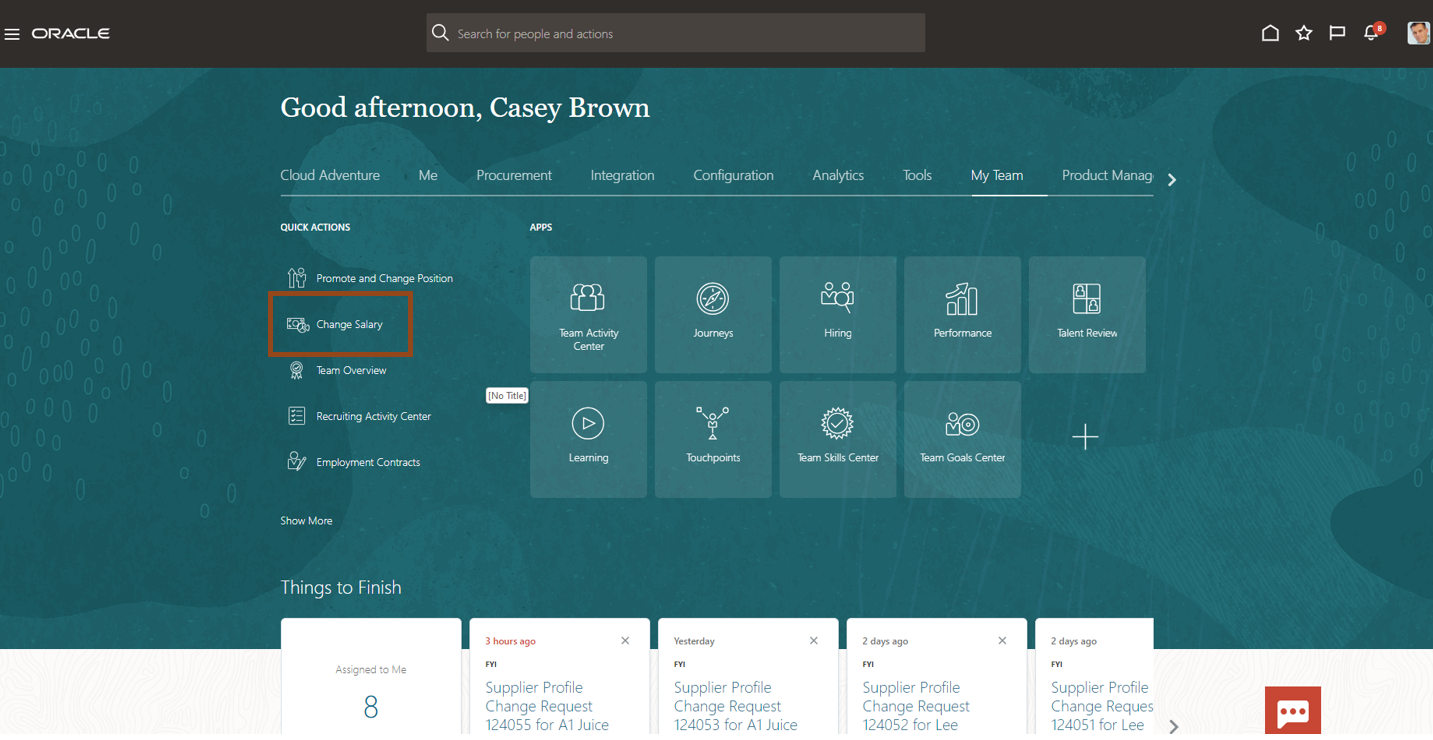 ORACLE
Search for people and actions
8
Good afternoon, Casey Brown
Cloud Adventure
Me
Procurement
Integration
Configuration
Analytics
Tools
My Team
Product Manag
QUICK ACTIONS
Promote and Change Position
Change Salary
Team Overview
Recruiting Activity Center
Employment Contracts
Show More
[No Title]
APPS
Team Activity
Center
Journeys
Hiring
Performance
Talent Review
Learning
Touchpoints
Team Skills Center
Team Goals Center
Things to Finish
Assigned to Me
8
3 hours ago
FYI
Supplier Profile
Change Request
124055 for A1 Juice
Yesterday
FYI
Supplier Profile
Change Request
124053 for A1 Juice
2 days ago
FYI
Supplier Profile
Change Request
124052 for Lee
2 days ago
FYI
Supplier Profile
Change Reques
124051 for Lee